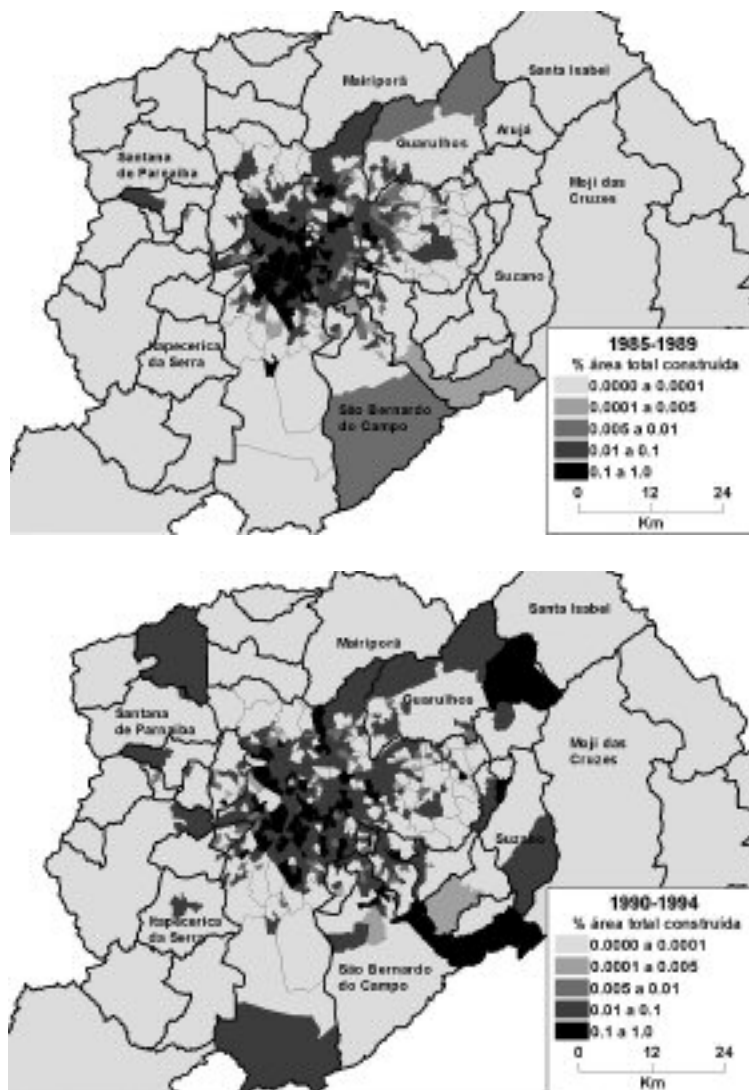 Mairiporã
Santa Isabel
Guarulhos
Arujá
Santana
de Parnaíba
Moji das
Cruzes
Suzano
Itapecerica
da Serra
São Bernardo
do Campo
1985-1989
% área total construída
0.0000 a 0.0001
0.0001 a 0.005
0.005 a 0.01
0.01 a 0.1
0.1 a 1.0
0 12 24
Km
Santa Isabel
Mairiporã
Guarulhos
Santana
de Parnaíba
Moji das
Cruzes
Suzano
Itapecerica
da Serra
São Bernardo
do Campo
1990-1994
% área total construída
0.0000 a 0.0001
0.0001 a 0.005
0.005 a 0.01
0.01 a 0.1
0.1 a 1.0
0 12 24
Km